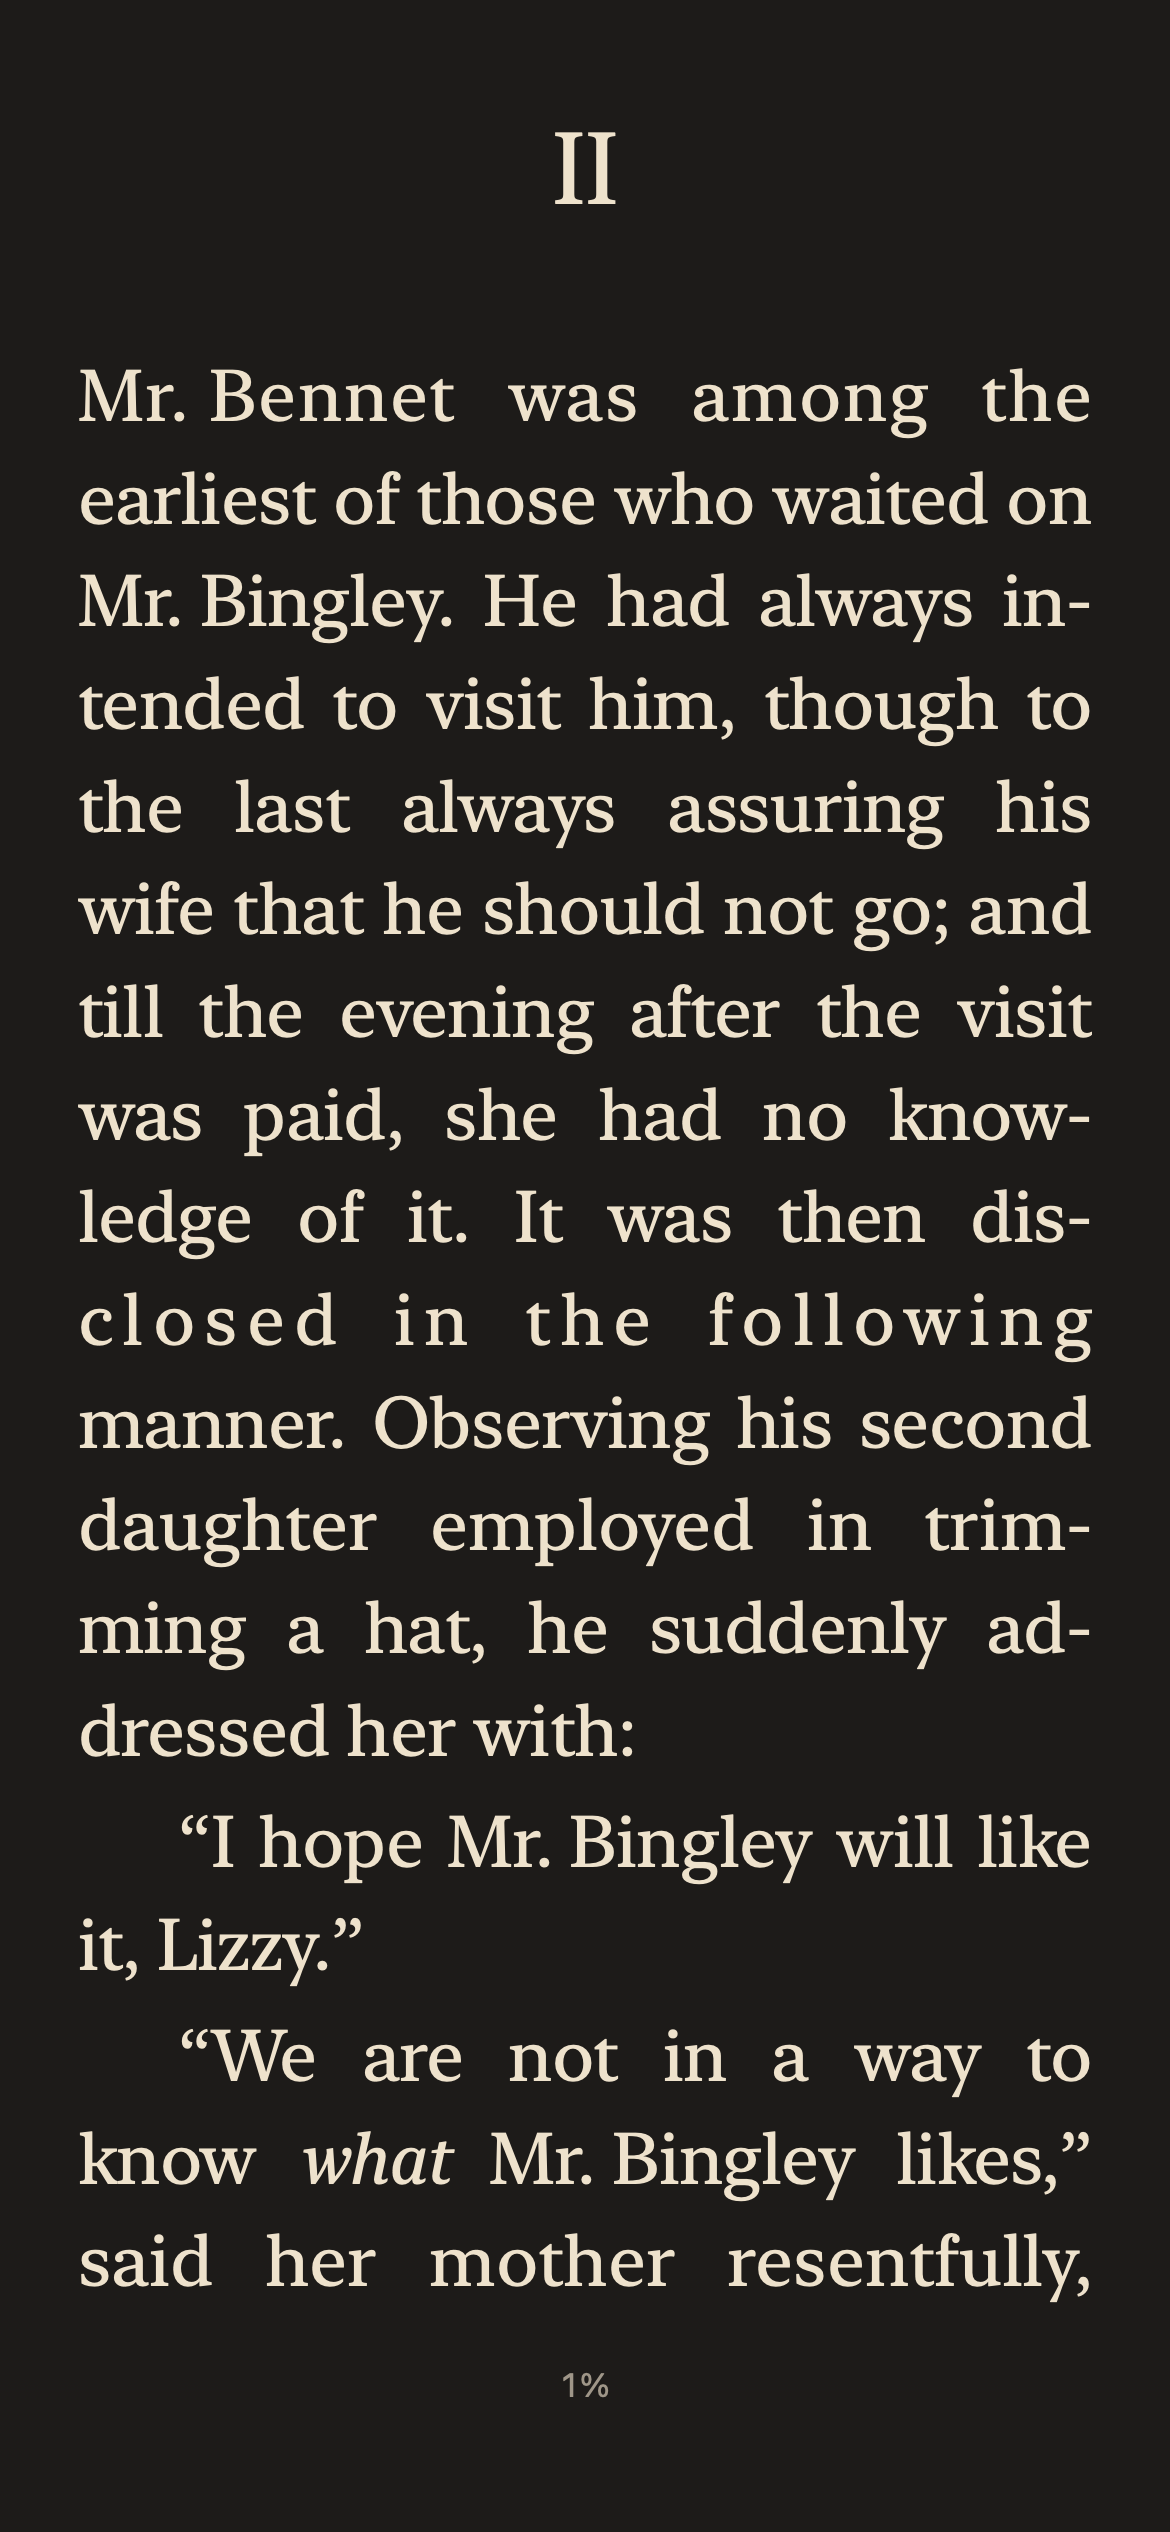 II
Mr. Bennet was among the
earliest of those who waited on
Mr. Bingley. He had always in-
tended to visit him, though to
the last always assuring his
wife that he should not go; and
till the evening after the visit
was paid, she had no know-
ledge of it. It was then dis-
closed in the following
manner. Observing his second
daughter employed in trim-
ming a hat, he suddenly ad-
dressed her with:
“I hope Mr. Bingley will like
it, Lizzy.”
“We are not in a way to
know what Mr. Bingley likes,”
said her mother resentfully,
1%